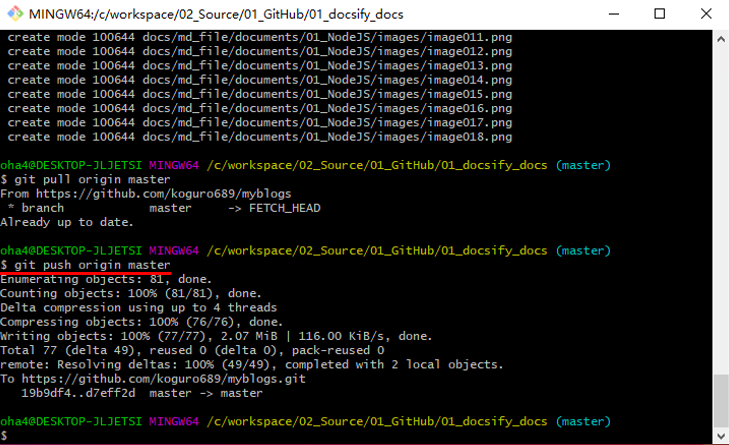 MINGW64:/c/workspace/02_Source/01_GitHub/01_docsify_docs
create mode 100644 docs/md_file/documents/01_NodeJS/images/image011.png
create mode 100644 docs/md_file/documents/01_NodeJS/images/image012.png
create mode 100644 docs/md_file/documents/01_NodeJS/images/image013.png
create mode 100644 docs/md_file/documents/01_NodeJS/images/image014.png
create mode 100644 docs/md_file/documents/01_NodeJS/images/image015.png
create mode 100644 docs/md_file/documents/01_NodeJS/images/image016.png
create mode 100644 docs/md_file/documents/01_NodeJS/images/image017.png
create mode 100644 docs/md_file/documents/01_NodeJS/images/image018.png
oha4@DESKTOP-JLJETSI MINGW64 /c/workspace/02_Source/01_GitHub/01_docsify_docs (master)
$ git pull origin master
From https://github.com/koguro689/myblogs
* branch master -> FETCH_HEAD
Already up to date.
oha4@DESKTOP-JLJETSI MINGW64 /c/workspace/02_Source/01_GitHub/01_docsify_docs (master)
$ git push origin master
Enumerating objects: 81, done.
Counting objects: 100% (81/81), done.
Delta compression using up to 4 threads
Compressing objects: 100% (76/76), done.
Writing objects: 100% (77/77), 2.07 MiB | 116.00 KiB/s, done.
Total 77 (delta 49), reused 0 (delta 0), pack-reused 0
remote: Resolving deltas: 100% (49/49), completed with 2 local objects.
To https://github.com/koguro689/myblogs.git
19b9df4..d7eff2d master -> master
oha4@DESKTOP-JLJETSI MINGW64 /c/workspace/02_Source/01_GitHub/01_docsify_docs (master)
$